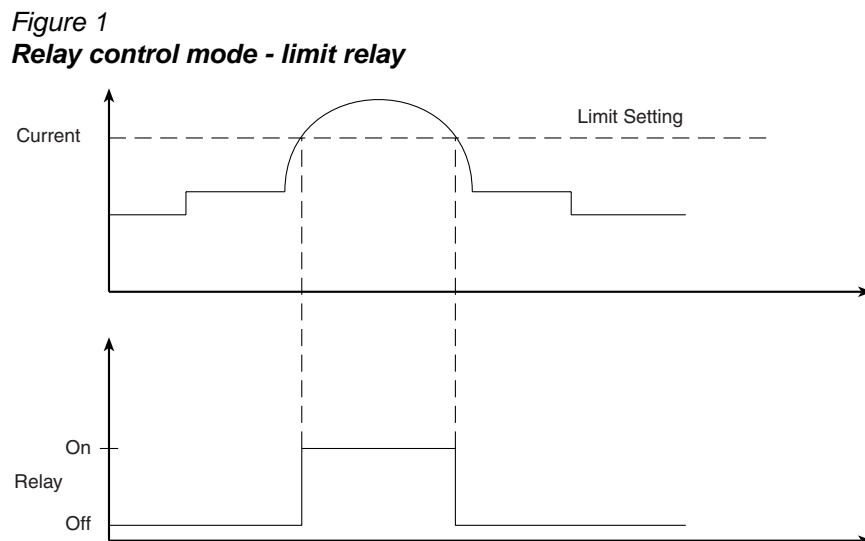 Figure 1
Relay control mode - limit relay
Limit Setting
Current
On
Relay
Off